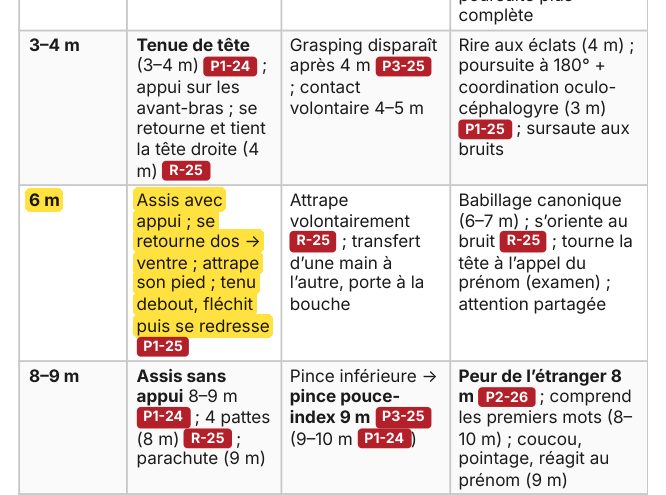 poursuite plus
complète
3–4 m
Tenue de tête
(3–4 m) P1-24 ;
appui sur les
avant-bras ; se
retourne et tient
la tête droite (4
m) R-25
Grasping disparaît
après 4 m P3-25
; contact
volontaire 4–5 m
Rire aux éclats (4 m) ;
poursuite à 180° +
coordination oculo-
céphalogyre (3 m)
P1-25 ; sursaute aux
bruits
6 m
Assis avec
appui ; se
retourne dos →
ventre ; attrape
son pied ; tenu
debout, fléchit
puis se redresse
P1-25
Attrape
volontairement
R-25 ; transfert
d’une main à
l’autre, porte à la
bouche
Babillage canonique
(6–7 m) ; s’oriente au
bruit R-25 ; tourne la
tête à l’appel du
prénom (examen) ;
attention partagée
8–9 m
Assis sans
appui 8–9 m
P1-24 ; 4 pattes
(8 m) R-25 ;
parachute (9 m)
Pince inférieure →
pince pouce-
index 9 m P3-25
(9–10 m P1-24)
Peur de l’étranger 8
m P2-26 ; comprend
les premiers mots (8–
10 m) ; coucou,
pointage, réagit au
prénom (9 m)